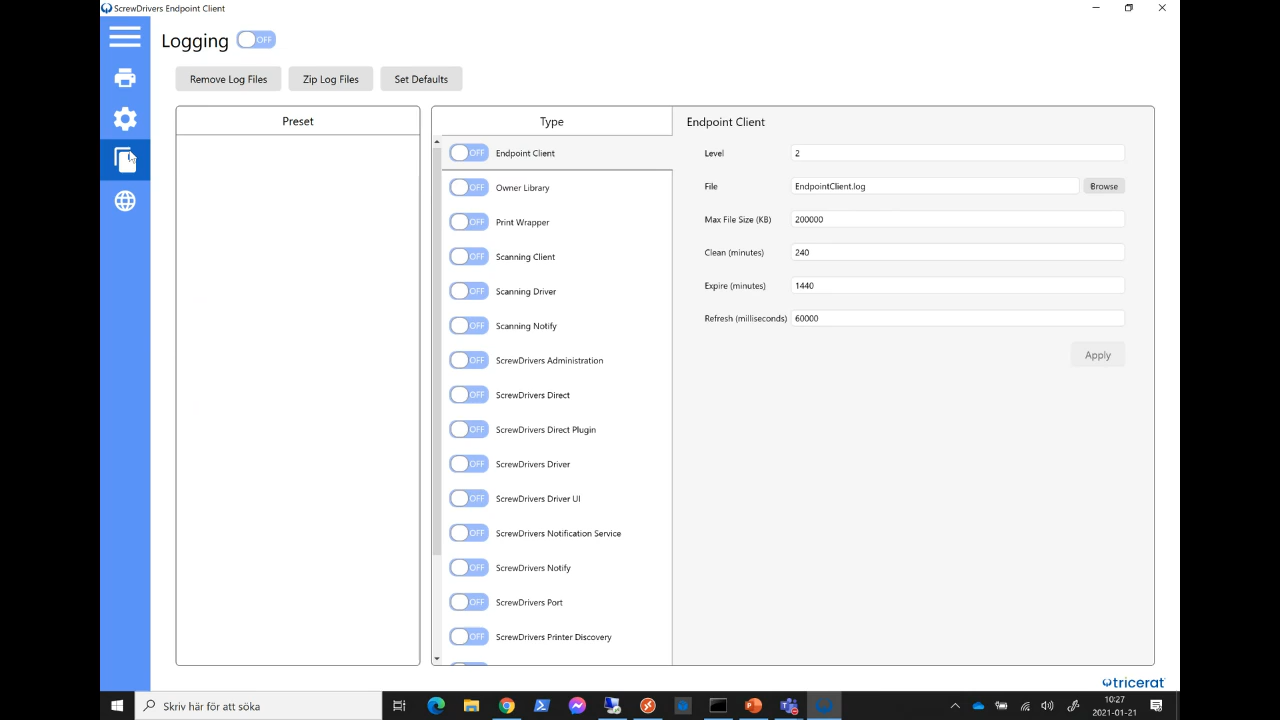 ScrewDrivers Endpoint Client
Logging OFF
Remove Log Files Zip Log Files Set Defaults
Preset
Type
OFF Endpoint Client
OFF Owner Library
OFF Print Wrapper
OFF Scanning Client
OFF Scanning Driver
OFF Scanning Notify
OFF ScrewDrivers Administration
OFF ScrewDrivers Direct
OFF ScrewDrivers Direct Plugin
OFF ScrewDrivers Driver
OFF ScrewDrivers Driver UI
OFF ScrewDrivers Notification Service
OFF ScrewDrivers Notify
OFF ScrewDrivers Port
OFF ScrewDrivers Printer Discovery
Endpoint Client
Level 2
File EndpointClient.log Browse
Max File Size (KB) 200000
Clean (minutes) 240
Expire (minutes) 1440
Refresh (milliseconds) 60000
Apply
tricerat
Skriv här för att söka
10:27
2021-01-21